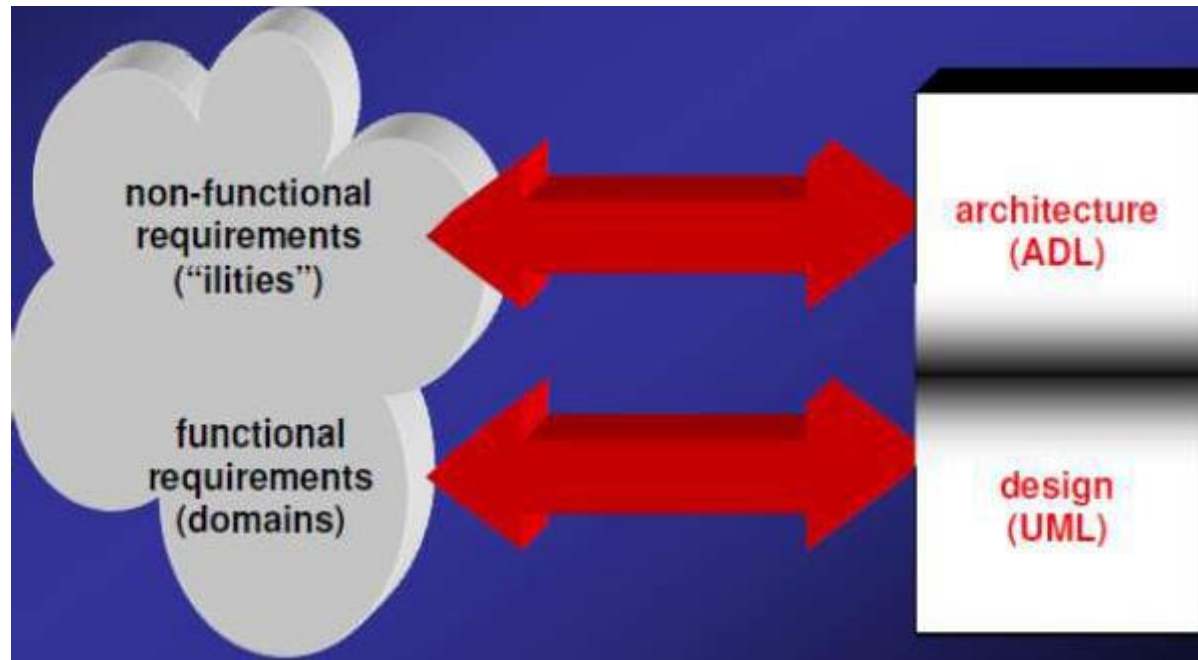 non-functional
requirements
(“ilities”)
functional
requirements
(domains)
architecture
(ADL)
design
(UML)